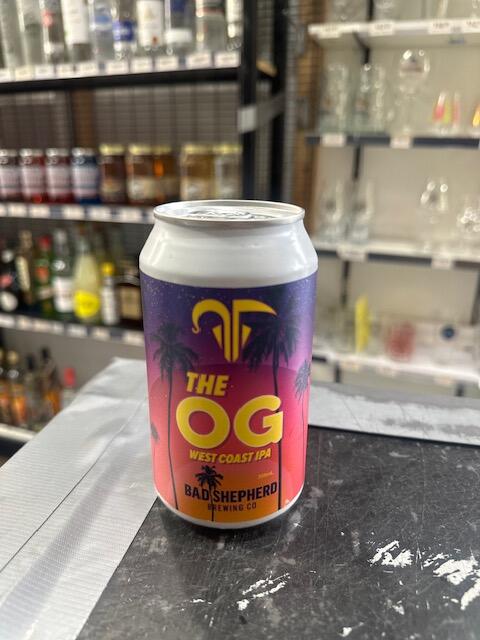 THE
OG
WEST COAST IPA
BAD SHEPHERD
BREWING CO